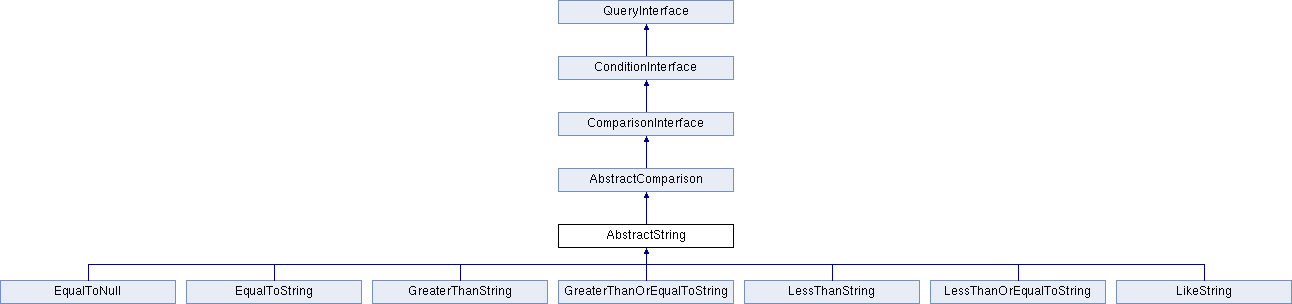 QueryInterface
ConditionInterface
ComparisonInterface
AbstractComparison
AbstractString
EqualToNull
EqualToString
GreaterThanString
GreaterThanOrEqualToString
LessThanString
LessThanOrEqualToString
LikeString